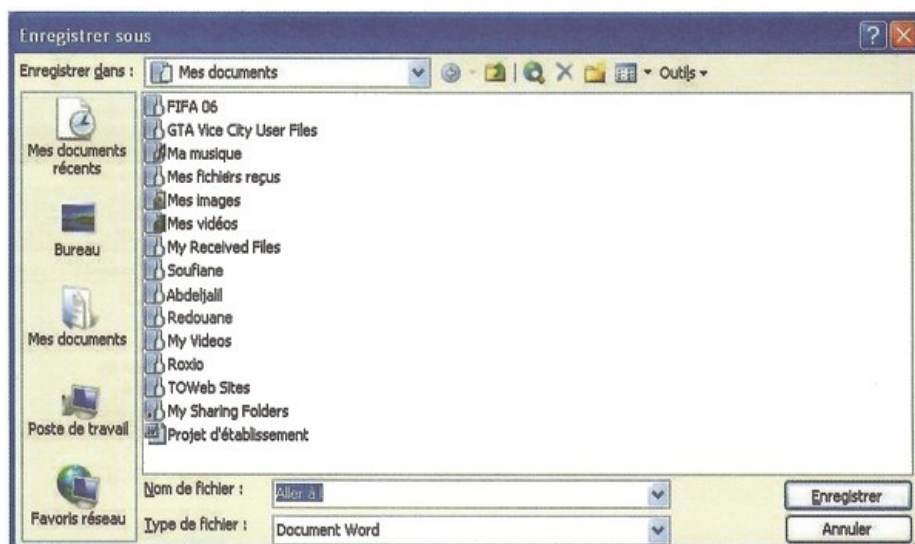 Enregistrer sous
Enregistrer dans : Mes documents Outils
Mes documents récents
Bureau
Mes documents
Poste de travail
Favoris réseau
FIFA 06
GTA Vice City User Files
Ma musique
Mes fichiers reçus
Mes images
Mes vidéos
My Received Files
Soufiane
Abdeljalil
Redouane
My Videos
Roxio
TOWeb Sites
My Sharing Folders
Projet d'établissement
Nom de fichier : Aller à l
Enregistrer
Type de fichier : Document Word
Annuler